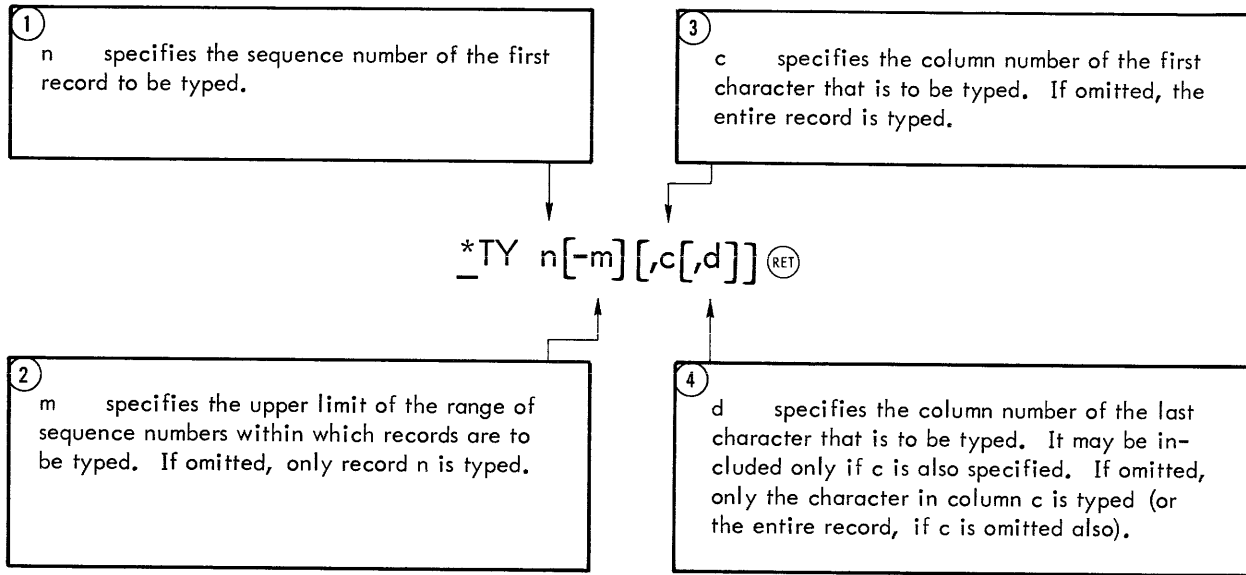 1
n specifies the sequence number of the first
record to be typed.
3
c specifies the column number of the first
character that is to be typed. If omitted, the
entire record is typed.
*TY n[-m][,c[,d]] RET
2
m specifies the upper limit of the range of
sequence numbers within which records are to
be typed. If omitted, only record n is typed.
4
d specifies the column number of the last
character that is to be typed. It may be in-
cluded only if c is also specified. If omitted,
only the character in column c is typed (or
the entire record, if c is omitted also).